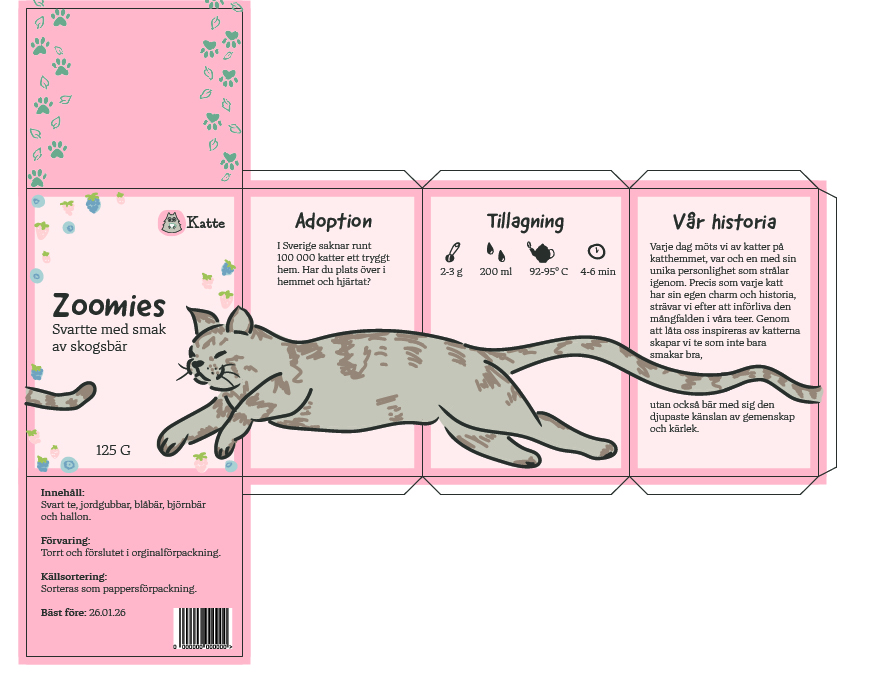 Katte
Zoomies
Svartte med smak
av skogsbär
125 G
Adoption
I Sverige saknar runt
100 000 katter ett tryggt
hem. Har du plats över i
hemmet och hjärtat?
Tillagning
2-3 g
200 ml
92-95° C
4-6 min
Vår historia
Varje dag möts vi av katter på
katthemmet, var och en med sin
unika personlighet som strålar
igenom. Precis som varje katt
har sin egen charm och historia,
strävar vi efter att införliva den
mångfalden i våra teer. Genom
att låta oss inspireras av katterna
skapar vi te som inte bara
smakar bra,
utan också bär med sig den
djupaste känslan av gemenskap
och kärlek.
Innehåll:
Svart te, jordgubbar, blåbär, björnbär
och hallon.
Förvaring:
Torrt och förslutet i orginalförpackning.
Källsortering:
Sorteras som pappersförpackning.
Bäst före: 26.01.26
0 000000 000000 >